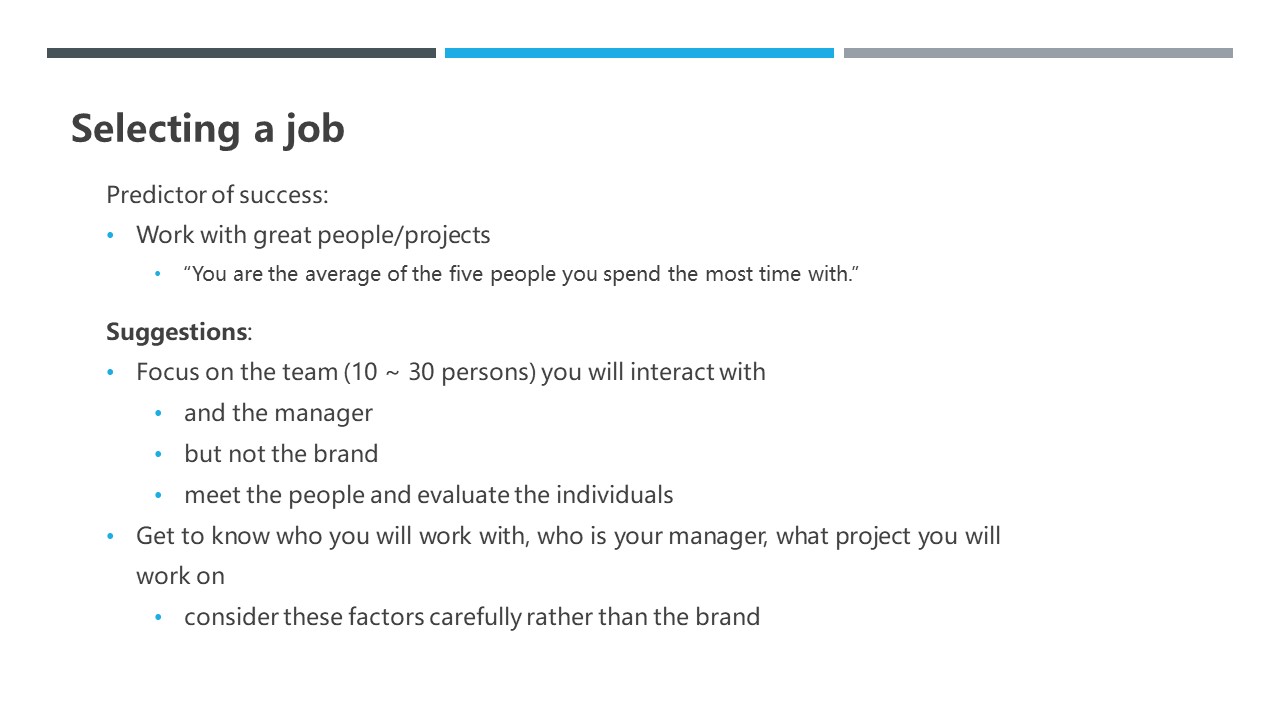 Selecting a job
Predictor of success:
• Work with great people/projects
• “You are the average of the five people you spend the most time with.”
Suggestions:
• Focus on the team (10 ~ 30 persons) you will interact with
• and the manager
• but not the brand
• meet the people and evaluate the individuals
• Get to know who you will work with, who is your manager, what project you will
work on
• consider these factors carefully rather than the brand